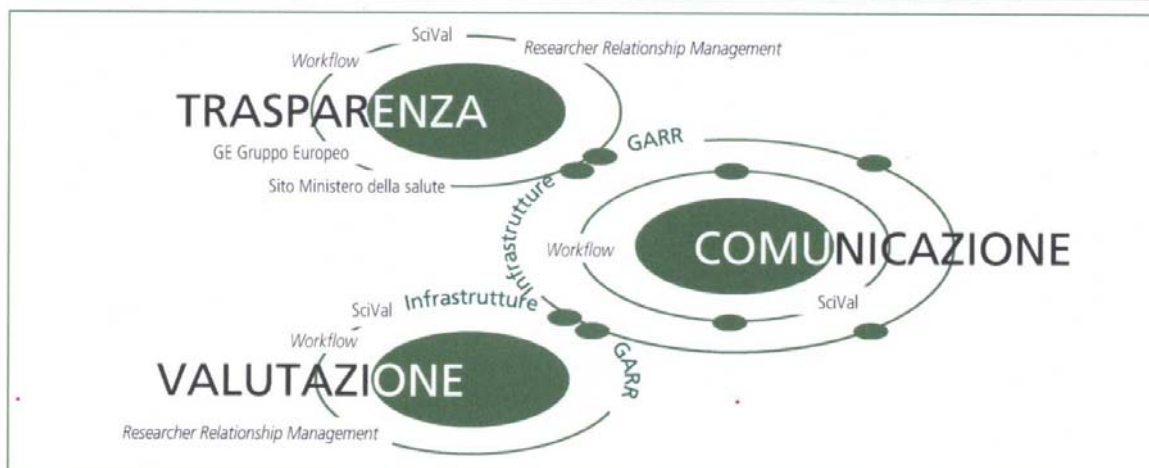 SciVal
Workflow
Researcher Relationship Management
TRASPARENZA
GE Gruppo Europeo
Sito Ministero della salute
GARR
Infrastrutture
Workflow
COMUNICAZIONE
SciVal
SciVal
Infrastrutture
Workflow
VALUTAZIONE
GARR
Researcher Relationship Management